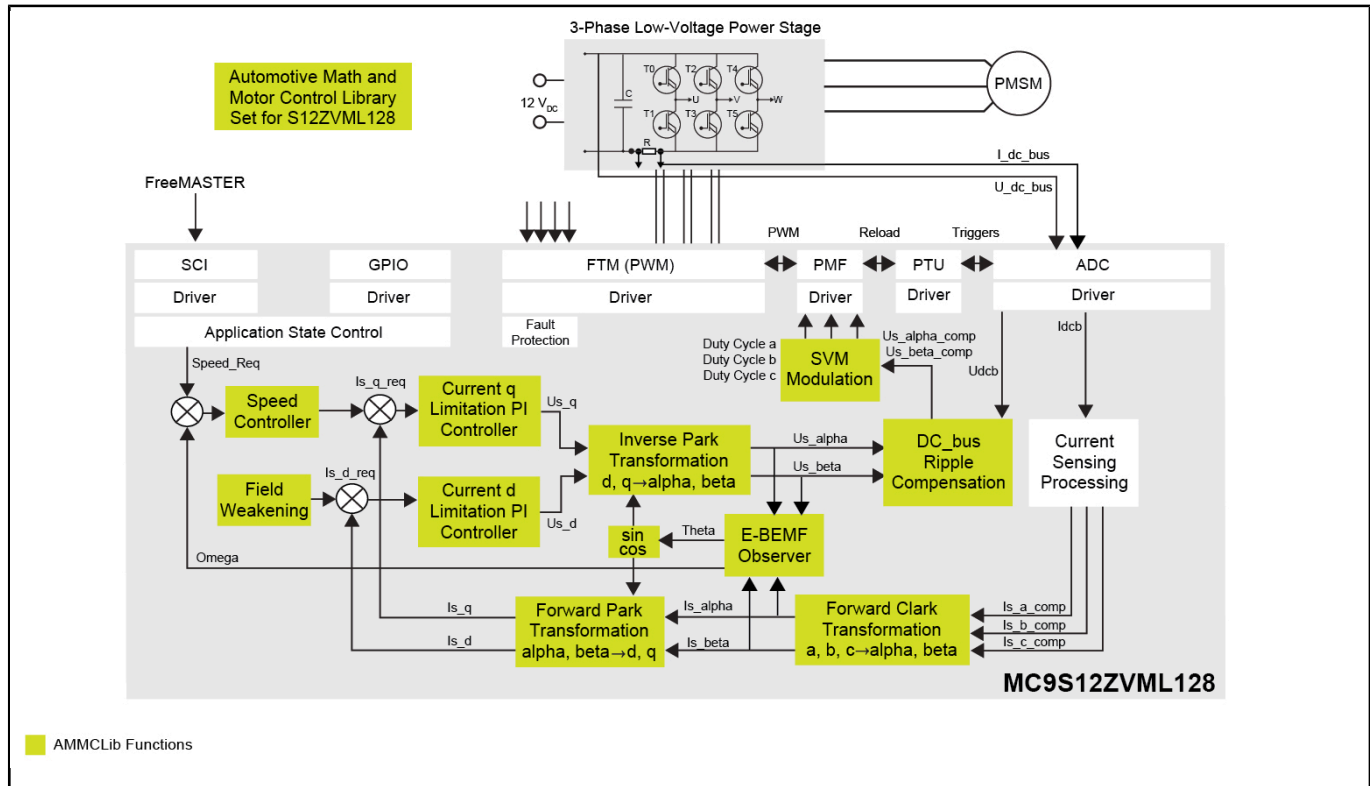 3-Phase Low-Voltage Power Stage
Automotive Math and
Motor Control Library
Set for S12ZVML128
12 VDC
C
T0
T2
T4
U
V
W
T1
T3
T5
R
PMSM
I_dc_bus
U_dc_bus
FreeMASTER
PWM
Reload
Triggers
SCI
GPIO
FTM (PWM)
PMF
PTU
ADC
Driver
Driver
Driver
Driver
Driver
Driver
Application State Control
Fault
Protection
Speed_Req
Duty Cycle a
Duty Cycle b
Duty Cycle c
SVM
Modulation
Us_alpha_comp
Us_beta_comp
Udcb
Idcb
Is_q_req
Speed
Controller
Current q
Limitation PI
Controller
Us_q
Inverse Park
Transformation
d, q→alpha, beta
Us_alpha
Us_beta
DC_bus
Ripple
Compensation
Current
Sensing
Processing
Is_d_req
Field
Weakening
Current d
Limitation PI
Controller
Us_d
sin
cos
Theta
E-BEMF
Observer
Omega
Is_q
Is_d
Forward Park
Transformation
alpha, beta→d, q
Is_alpha
Is_beta
Forward Clark
Transformation
a, b, c→alpha, beta
Is_a_comp
Is_b_comp
Is_c_comp
MC9S12ZVML128
AMMCLib Functions